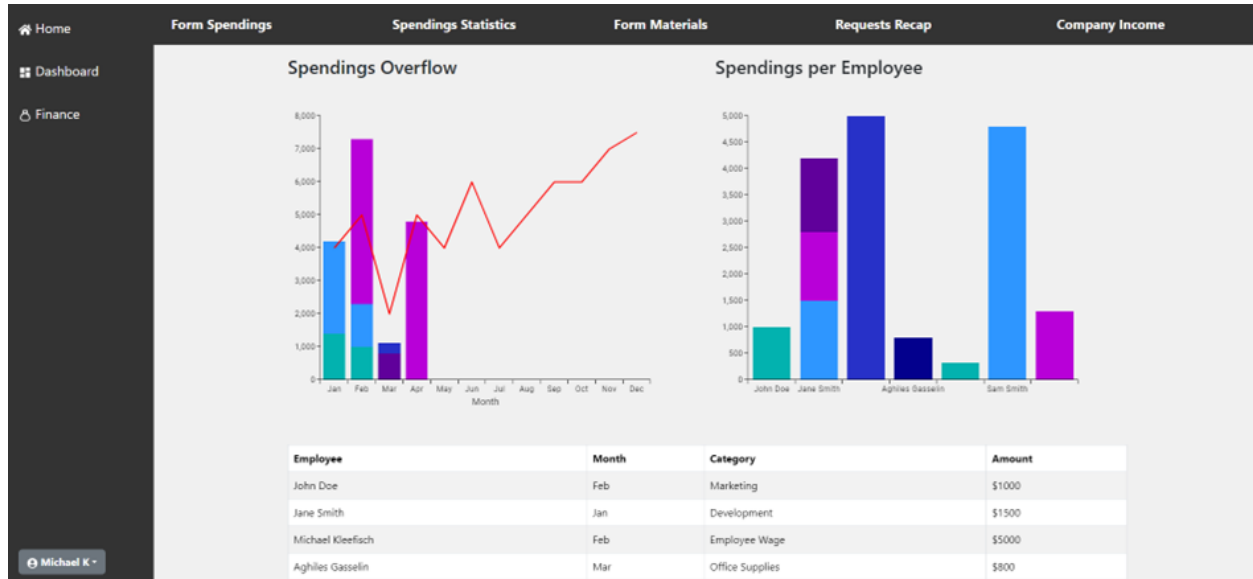 Home
Dashboard
Finance
Michael K
Form Spendings Spendings Statistics Form Materials Requests Recap Company Income
Spendings Overflow
8,000
7,000
6,000
5,000
4,000
3,000
2,000
1,000
0
Jan Feb Mar Apr May Jun Jul Aug Sep Oct Nov Dec
Month
Spendings per Employee
5,000
4,500
4,000
3,500
3,000
2,500
2,000
1,500
1,000
500
0
John Doe Jane Smith Aghiles Gasselin Sam Smith
Employee Month Category Amount
John Doe Feb Marketing $1000
Jane Smith Jan Development $1500
Michael Kleefisch Feb Employee Wage $5000
Aghiles Gasselin Mar Office Supplies $800